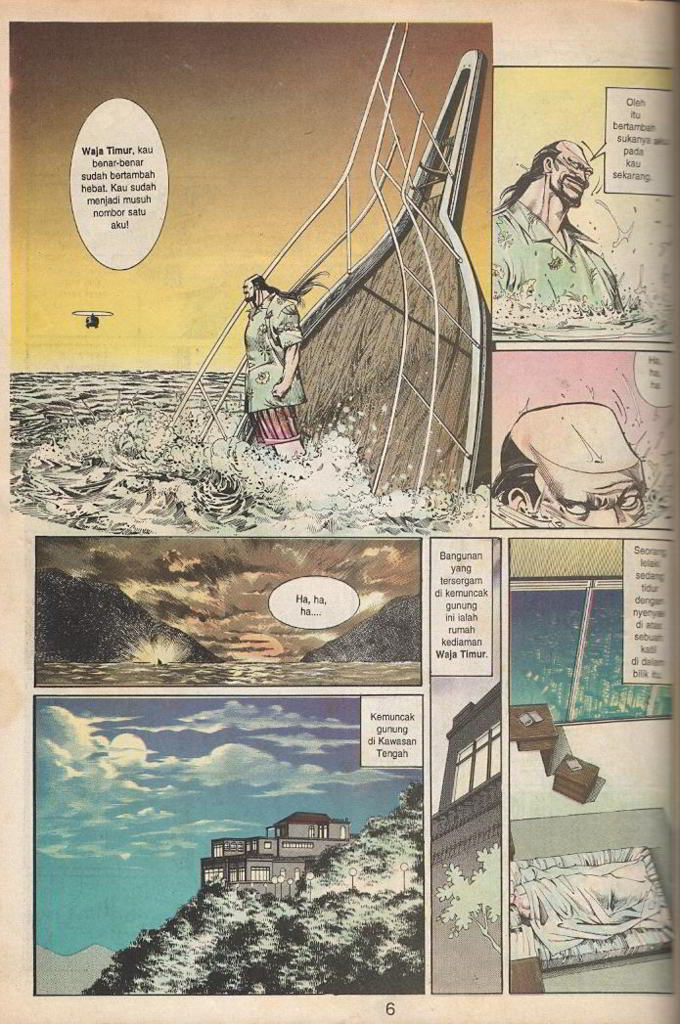 Waja Timur, kau
benar-benar
sudah bertambah
hebat. Kau sudah
menjadi musuh
nombor satu
aku!
Oleh
itu
bertambah
sukanya aku
pada
kau
sekarang.
Ha,
ha,
ha
Ha, ha,
ha....
Kemuncak
gunung
di Kawasan
Tengah
Bangunan
yang
tersergam
di kemuncak
gunung
ini ialah
rumah
kediaman
Waja Timur.
Seorang
lelaki
sedang
tidur
dengan
nyenyak
di atas
sebuah
katil
di dalam
bilik itu.
6